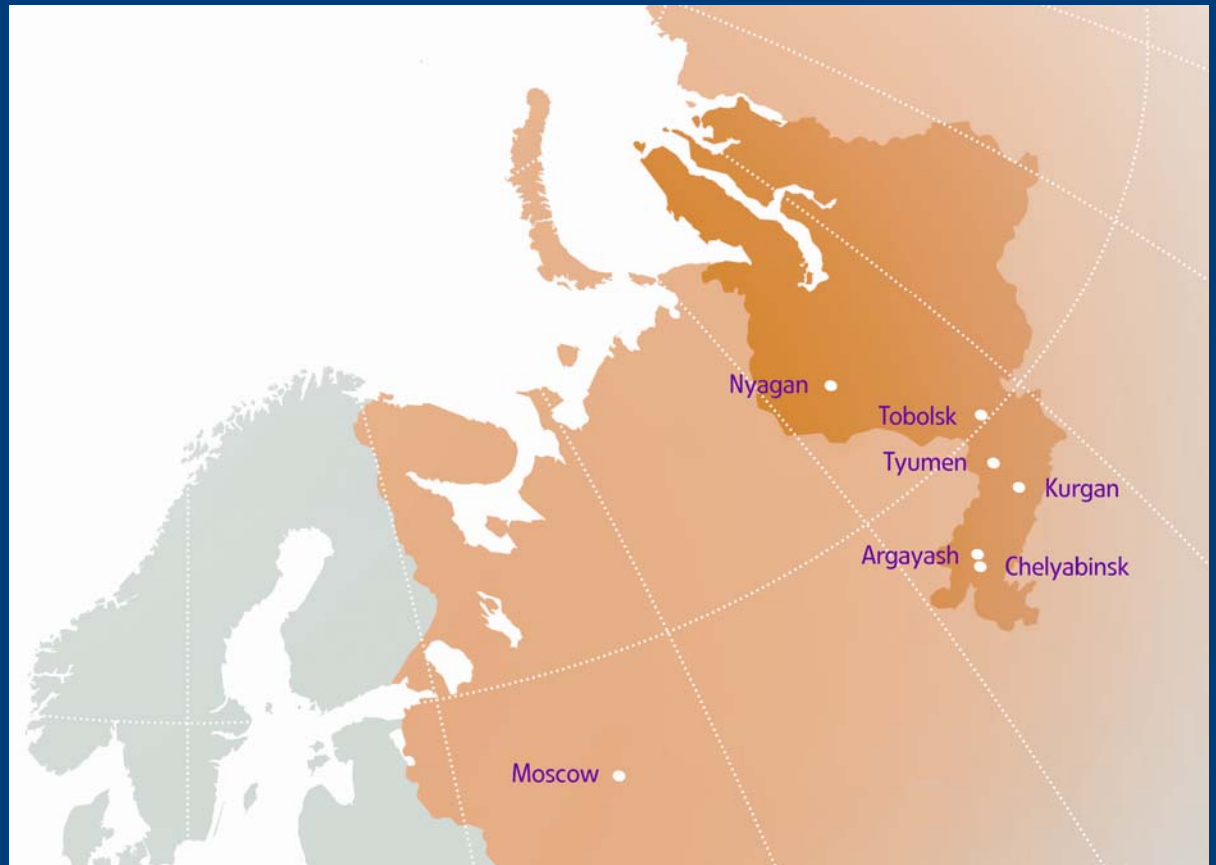 Nyagan
Tobolsk
Tyumen
Kurgan
Argayash
Chelyabinsk
Moscow